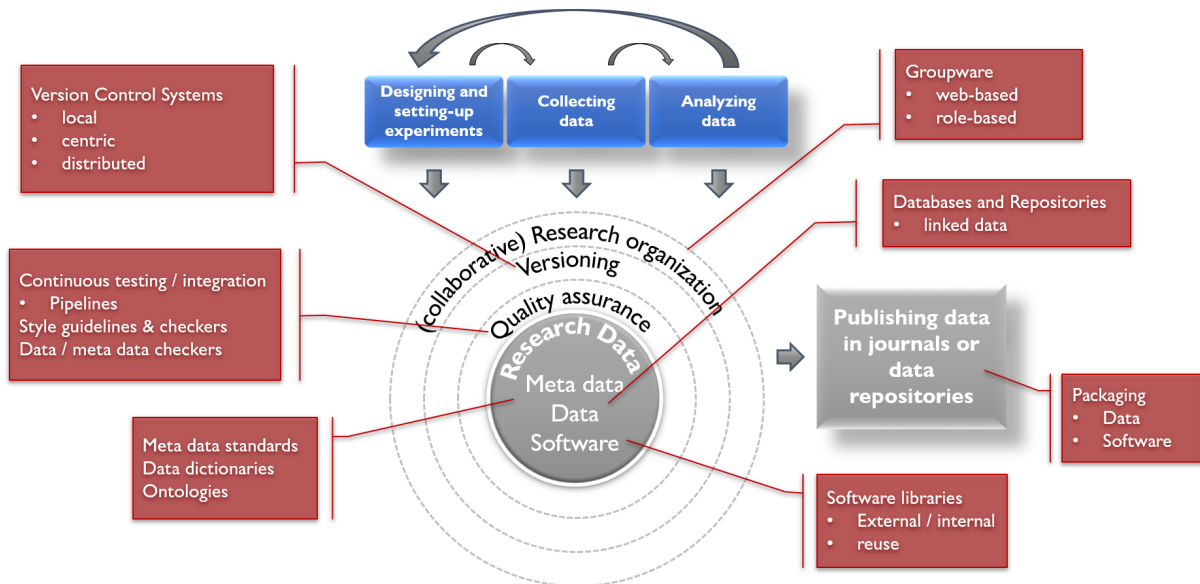 Designing and
setting-up
experiments
Collecting
data
Analyzing
data
Version Control Systems
• local
• centric
• distributed
Groupware
• web-based
• role-based
Databases and Repositories
• linked data
Continuous testing / integration
• Pipelines
Style guidelines & checkers
Data / meta data checkers
(collaborative) Research organization
Versioning
Quality assurance
Research Data
Meta data
Data
Software
Publishing data
in journals or
data
repositories
Packaging
• Data
• Software
Meta data standards
Data dictionaries
Ontologies
Software libraries
• External / internal
• reuse